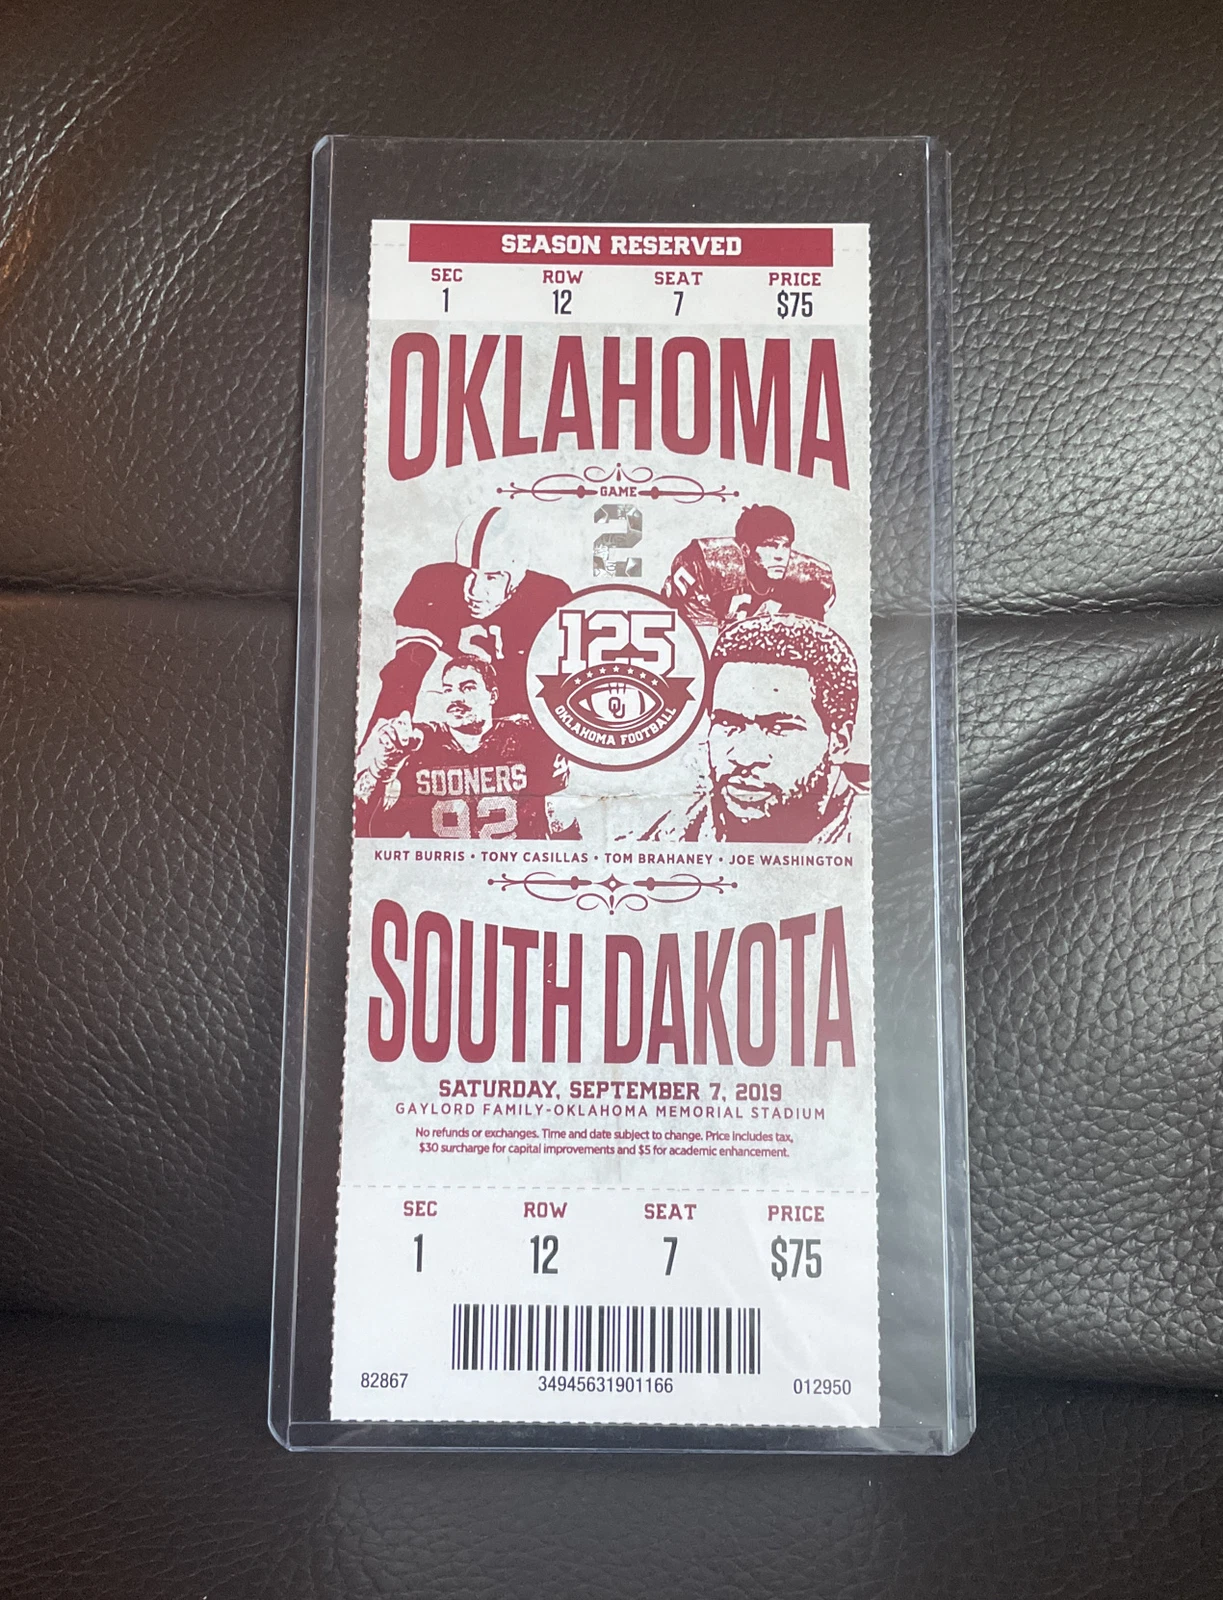 SEASON RESERVED
SEC ROW SEAT PRICE
1 12 7 $75
OKLAHOMA
GAME
2
125
OU
OKLAHOMA FOOTBALL
51
SOONERS
92
KURT BURRIS • TONY CASILLAS • TOM BRAHANEY • JOE WASHINGTON
SOUTH DAKOTA
SATURDAY, SEPTEMBER 7, 2019
GAYLORD FAMILY-OKLAHOMA MEMORIAL STADIUM
No refunds or exchanges. Time and date subject to change. Price includes tax,
$30 surcharge for capital improvements and $5 for academic enhancement.
SEC ROW SEAT PRICE
1 12 7 $75
82867 34945631901166 012950